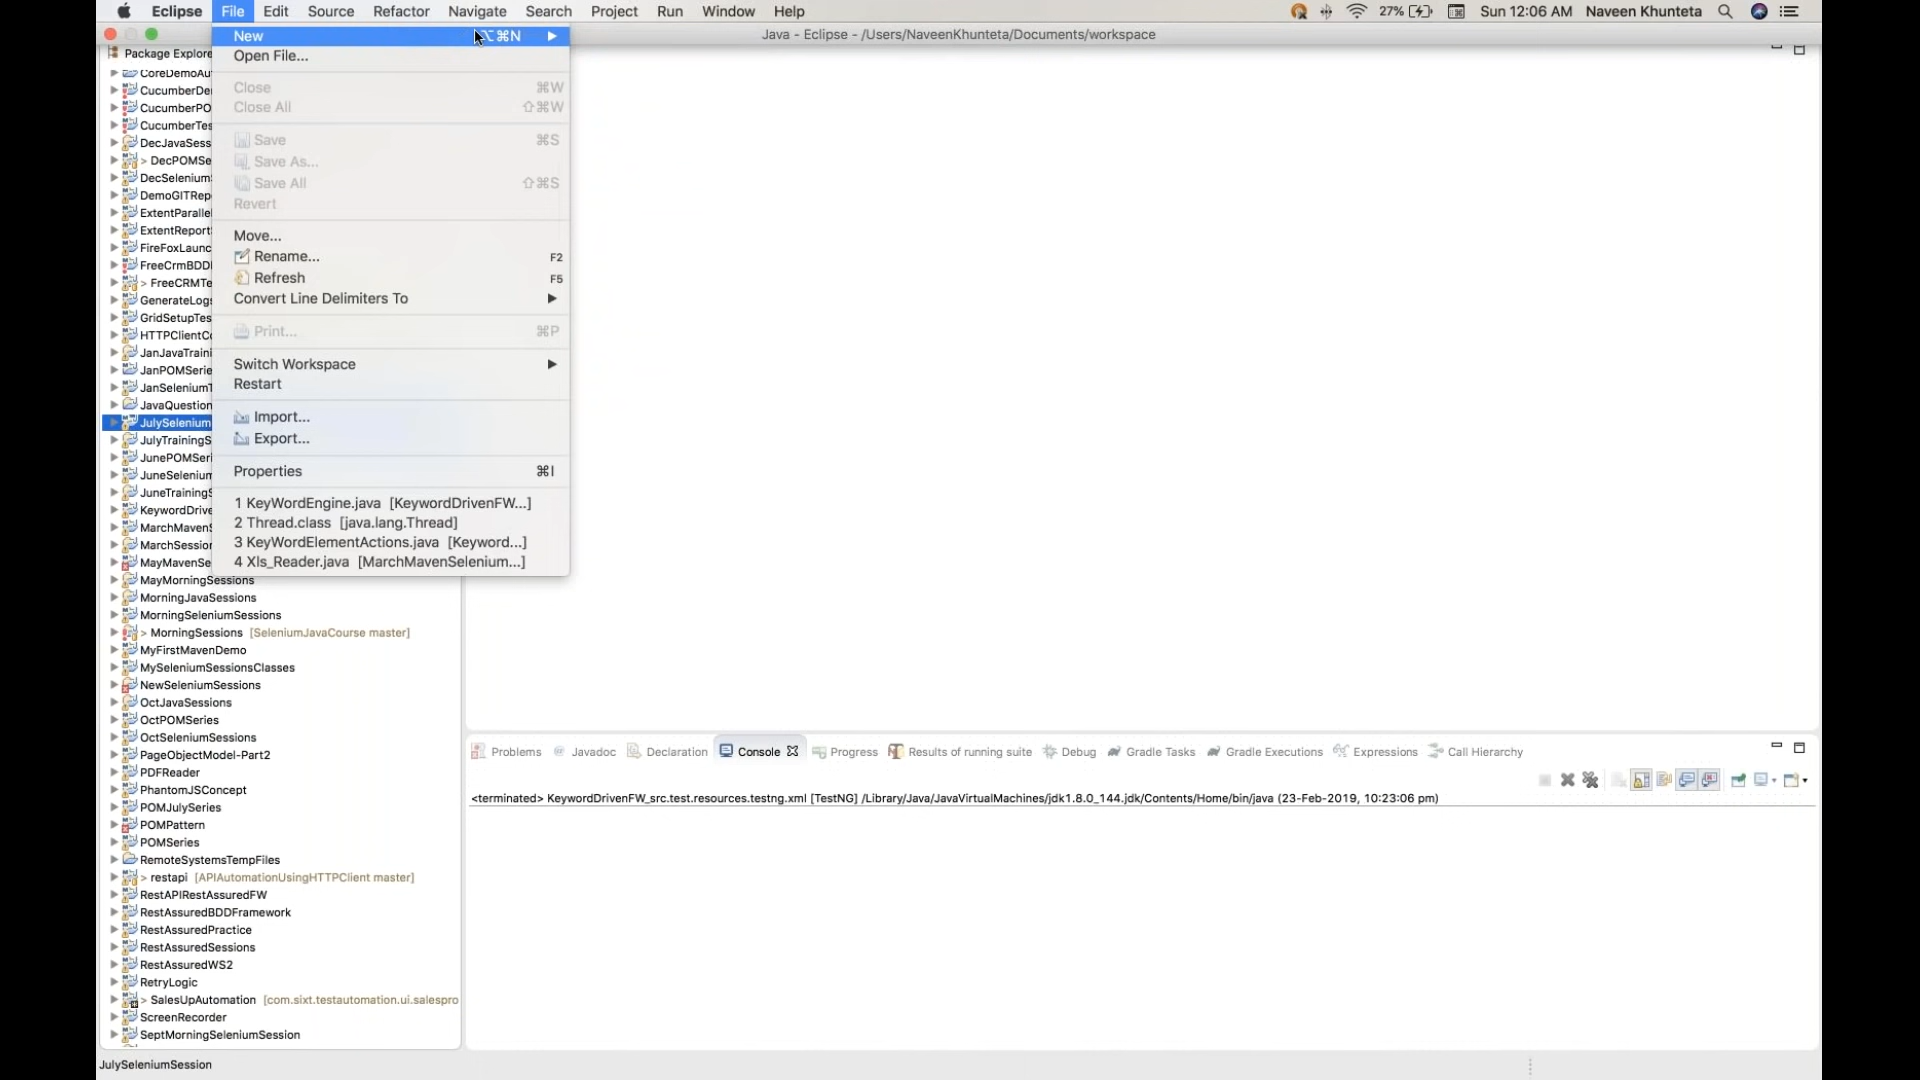 Eclipse File Edit Source Refactor Navigate Search Project Run Window Help 27% Sun 12:06 AM Naveen Khunteta
Java - Eclipse - /Users/NaveenKhunteta/Documents/workspace
Package Explore
New ⌥⌘N
Open File...
Close ⌘W
Close All ⇧⌘W
Save ⌘S
Save As...
Save All ⇧⌘S
Revert
Move...
Rename... F2
Refresh F5
Convert Line Delimiters To
Print... ⌘P
Switch Workspace
Restart
Import...
Export...
Properties ⌘I
1 KeyWordEngine.java [KeywordDrivenFW...]
2 Thread.class [java.lang.Thread]
3 KeyWordElementActions.java [Keyword...]
4 Xls_Reader.java [MarchMavenSelenium...]
CoreDemoAu
CucumberDe
CucumberPO
CucumberTes
DecJavaSess
> DecPOMSe
DecSelenium
DemoGITRep
ExtentParalle
ExtentReport
FireFoxLaunc
FreeCrmBDD
> FreeCRMTe
GenerateLogs
GridSetupTes
HTTPClientCo
JanJavaTraini
JanPOMSerie
JanSeleniumT
JavaQuestion
JulySelenium
JulyTrainingS
JunePOMSeri
JuneSelenium
JuneTrainingS
KeywordDrive
MarchMavenS
MarchSession
MayMavenSe
MayMorningSessions
MorningJavaSessions
MorningSeleniumSessions
> MorningSessions [SeleniumJavaCourse master]
MyFirstMavenDemo
MySeleniumSessionsClasses
NewSeleniumSessions
OctJavaSessions
OctPOMSeries
OctSeleniumSessions
PageObjectModel-Part2
PDFReader
PhantomJSConcept
POMJulySeries
POMPattern
POMSeries
RemoteSystemsTempFiles
> restapi [APIAutomationUsingHTTPClient master]
RestAPIRestAssuredFW
RestAssuredBDDFramework
RestAssuredPractice
RestAssuredSessions
RestAssuredWS2
RetryLogic
> SalesUpAutomation [com.sixt.testautomation.ui.salespro
ScreenRecorder
SeptMorningSeleniumSession
Problems Javadoc Declaration Console Progress Results of running suite Debug Gradle Tasks Gradle Executions Expressions Call Hierarchy
<terminated> KeywordDrivenFW_src.test.resources.testng.xml [TestNG] /Library/Java/JavaVirtualMachines/jdk1.8.0_144.jdk/Contents/Home/bin/java (23-Feb-2019, 10:23:06 pm)
JulySeleniumSession